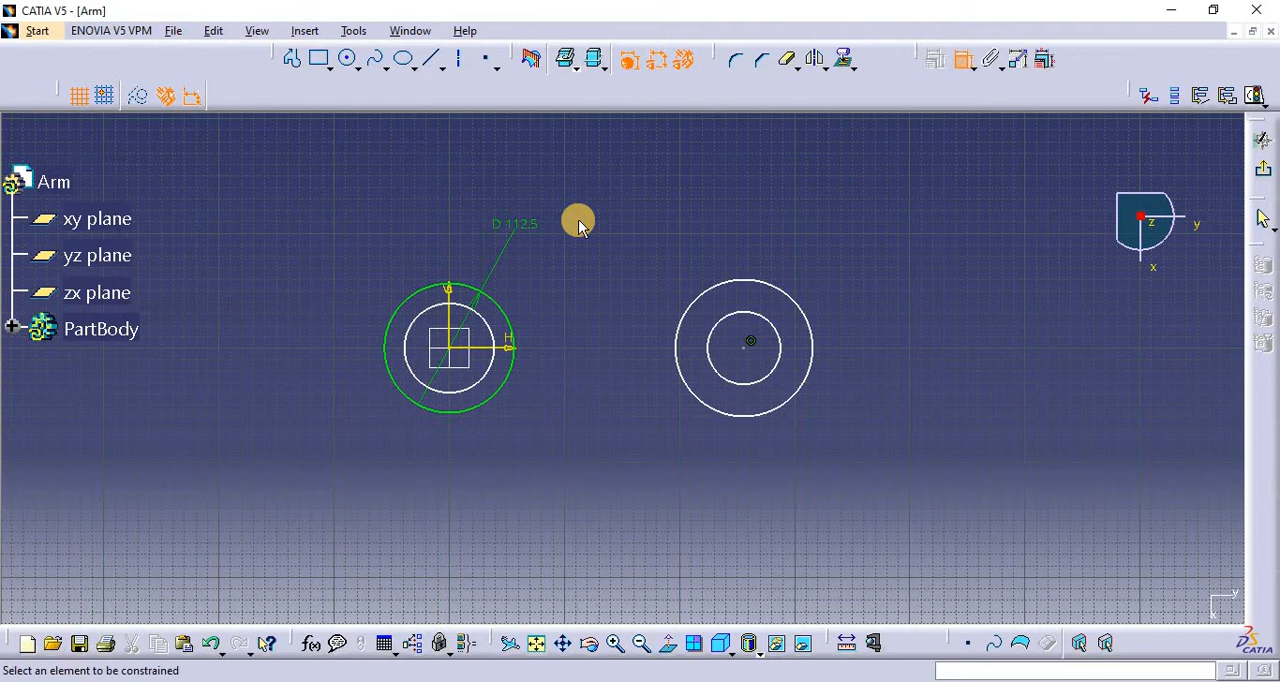 CATIA V5 - [Arm]
Start ENOVIA V5 VPM File Edit View Insert Tools Window Help
Arm
xy plane
yz plane
zx plane
PartBody
D 112.5
V
H
z
y
x
y
x
f(x)
CATIA
Select an element to be constrained